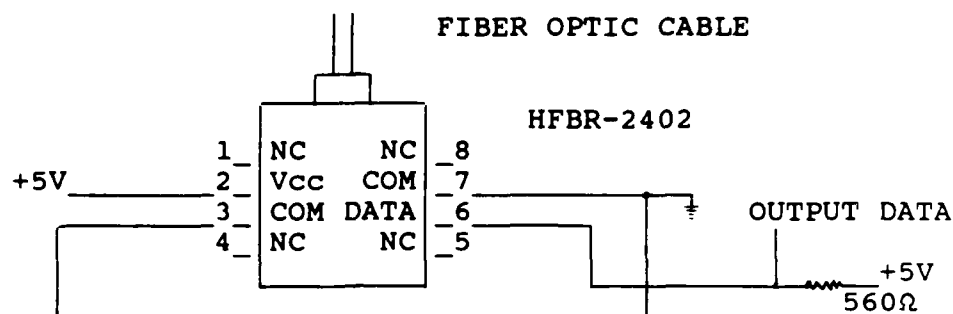 FIBER OPTIC CABLE
HFBR-2402
1 NC NC 8
+5V 2 Vcc COM 7
3 COM DATA 6
OUTPUT DATA
4 NC NC 5
+5V
560Ω